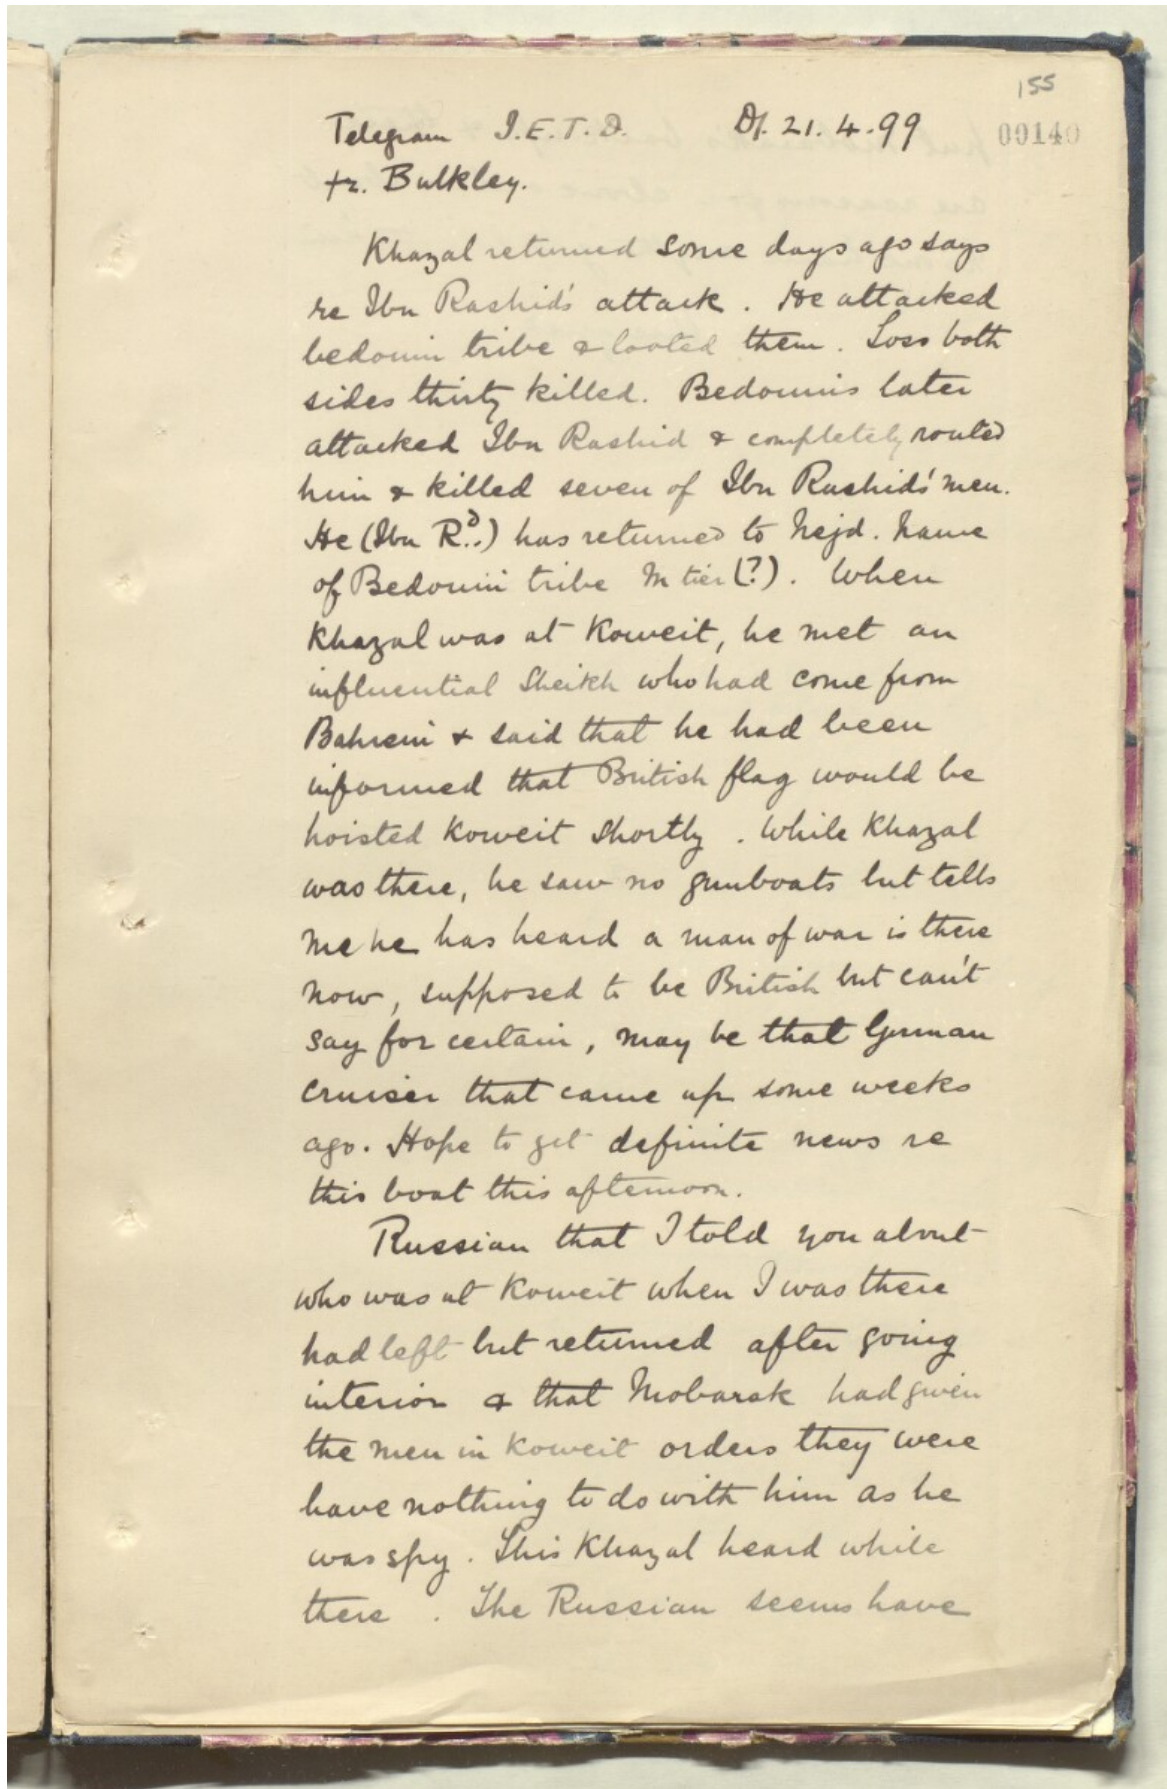 155
Telegram I.E.T.D. Dt. 21.4.99
00140
fr. Bulkley.
Khazal returned some days ago says
re Ibn Rashid's attack. He attacked
bedouin tribe & looted them. Loss both
sides thirty killed. Bedouins later
attacked Ibn Rashid & completely routed
him & killed seven of Ibn Rashid's men.
He (Ibn Rd.) has returned to Nejd. Name
of Bedouin tribe Mtier (?). When
Khazal was at Koweit, he met an
influential Sheikh who had come from
Bahrein & said that he had been
informed that British flag would be
hoisted Koweit shortly. While Khazal
was there, he saw no gunboats but tells
me he has heard a man of war is there
now, supposed to be British but can't
say for certain, may be that German
cruiser that came up some weeks
ago. Hope to get definite news re
this boat this afternoon.
Russian that I told you about
who was at Koweit when I was there
had left but returned after going
interior & that Mobarak had given
the men in Koweit orders they were
have nothing to do with him as he
was spy. This Khazal heard while
there. The Russian seems have